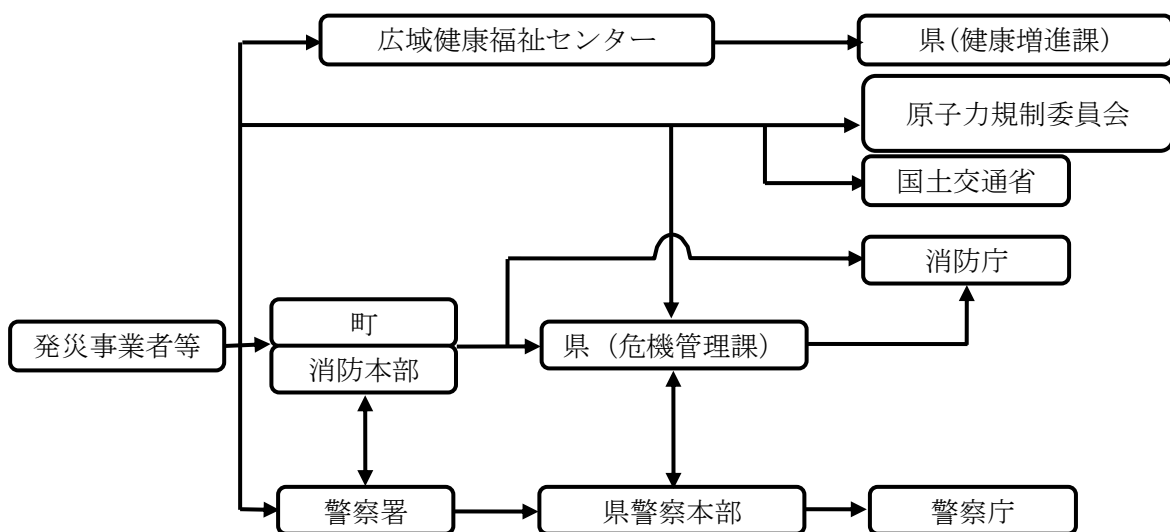 広域健康福祉センター
県(健康増進課)
原子力規制委員会
国土交通省
消防庁
町
発災事業者等
県（危機管理課）
消防本部
警察署
県警察本部
警察庁